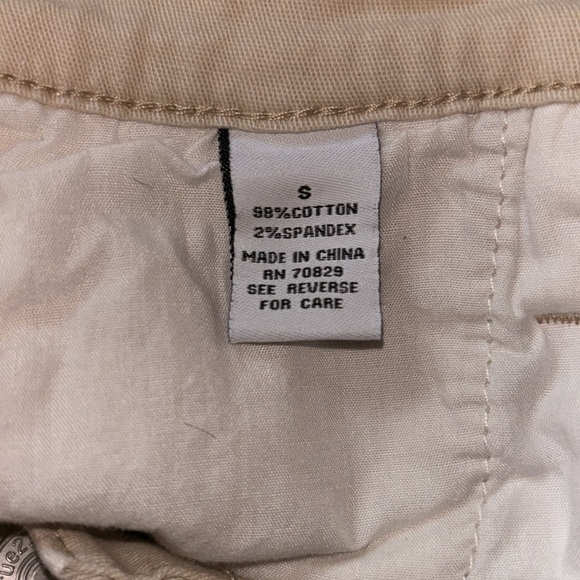 S
98%COTTON
2%SPANDEX
MADE IN CHINA
RN 70829
SEE REVERSE
FOR CARE